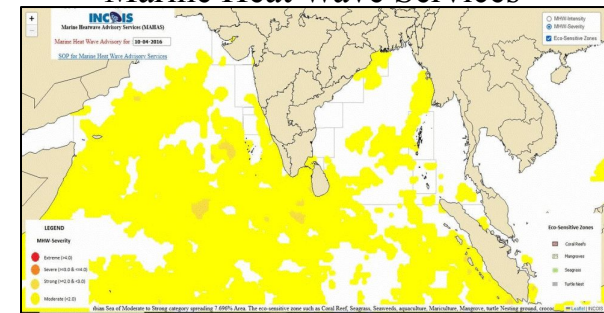 Marine Heat Wave Services
+
−
INCOIS
Marine Heatwave Advisory Services (MAHAS)
Marine Heat Wave Advisory for 10-04-2016
SOP for Marine Heat Wave Advisory Services
MHW-Intensity
MHW-Severity
Eco-Sensitive Zones
LEGEND
MHW-Severity
Extreme (>4.0)
Severe (>=3.0 & <=4.0)
Strong (>=2.0 & <3.0)
Moderate (<2.0)
Eco-Sensitive Zones
Coral Reefs
Mangroves
Seagrass
Turtle Nest
bian Sea of Moderate to Strong category spreading 7.690% Area. The eco-sensitive zone such as Coral Reef, Seagrass, Seaweeds, aquaculture, Mariculture, Mangrove, turtle Nesting ground, croco
Leaflet | INCOIS